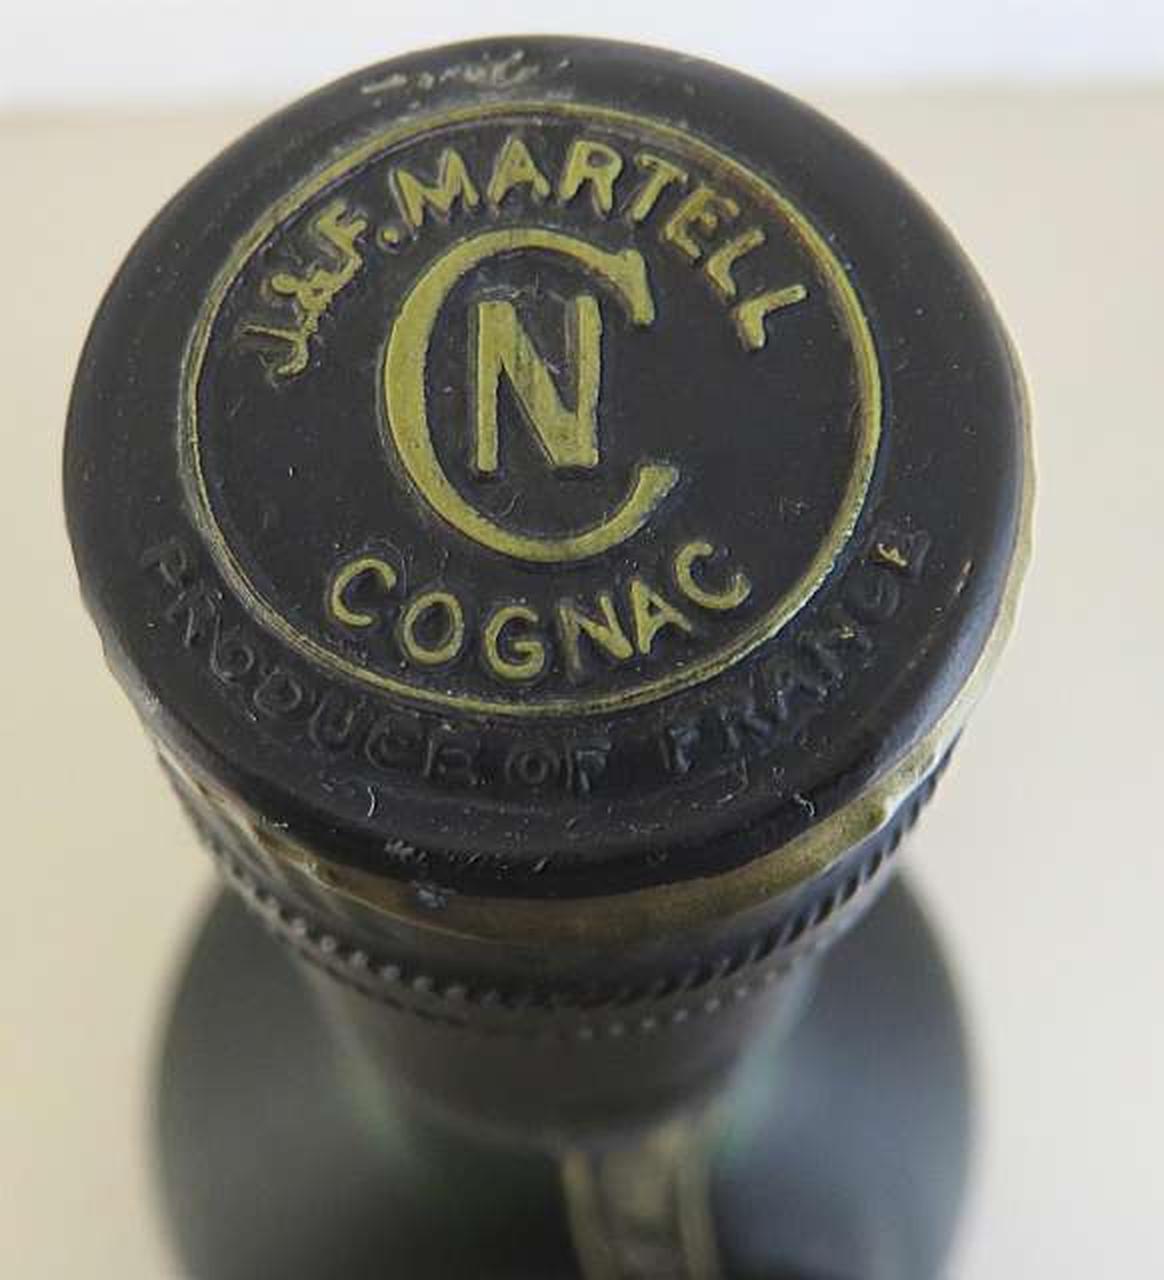 J.&F. MARTELL
CN
COGNAC
PRODUCE OF FRANCE